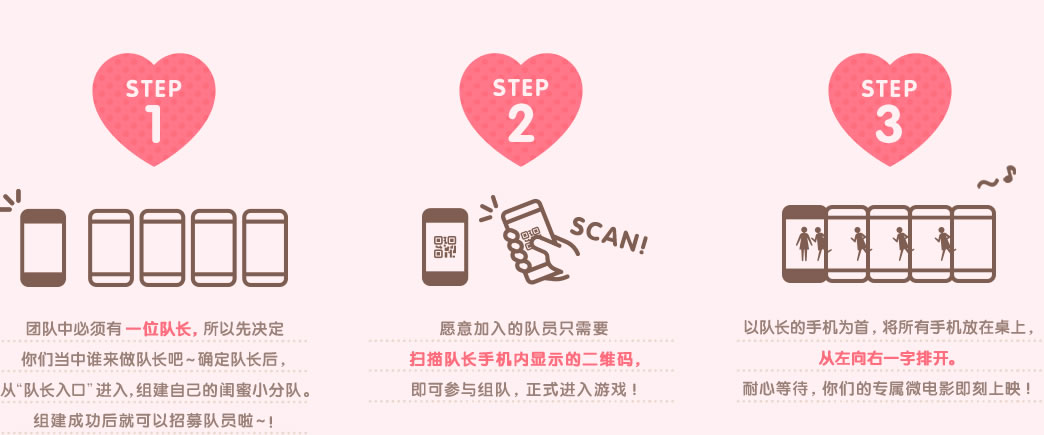 STEP
1
团队中必须有一位队长, 所以先决定
你们当中谁来做队长吧~确定队长后,
从“队长入口”进入,组建自己的闺蜜小分队。
组建成功后就可以招募队员啦~!
STEP
2
SCAN!
愿意加入的队员只需要
扫描队长手机内显示的二维码,
即可参与组队, 正式进入游戏!
STEP
3
以队长的手机为首, 将所有手机放在桌上,
从左向右一字排开。
耐心等待, 你们的专属微电影即刻上映!